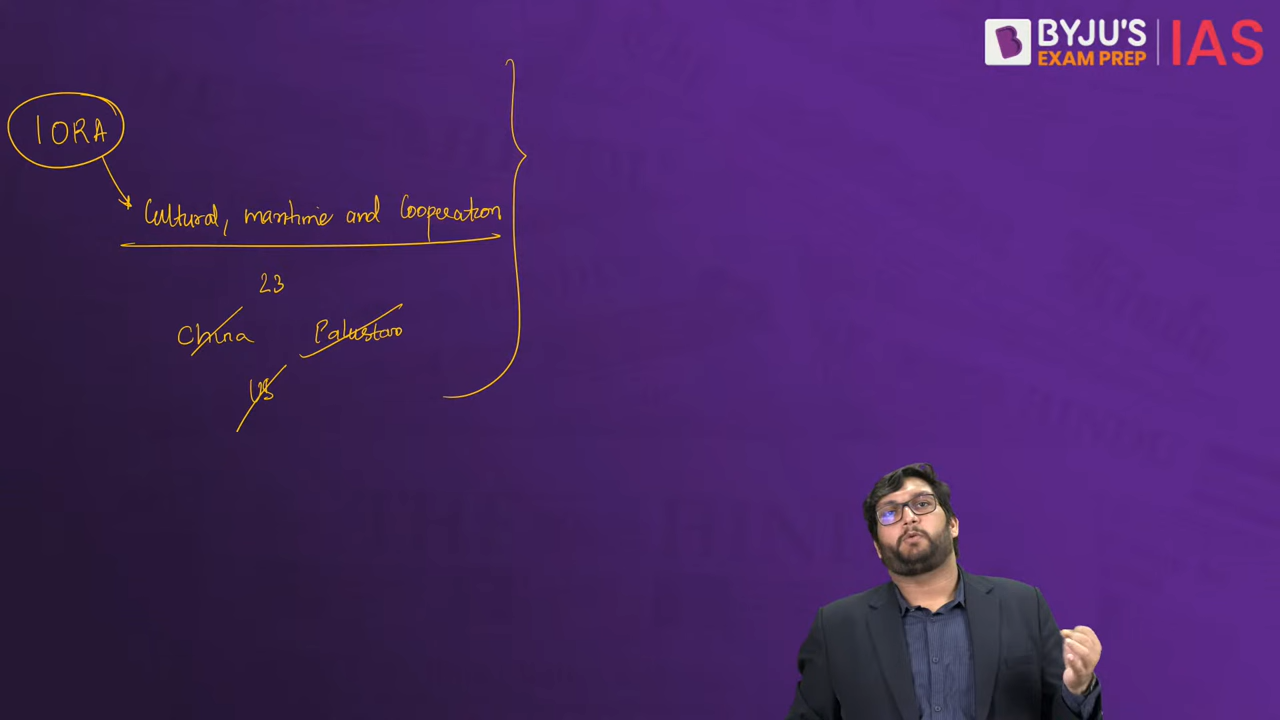 BYJU'S
EXAM PREP
IAS
IORA
Cultural, maritime and Cooperation
23
China Pakistan
US